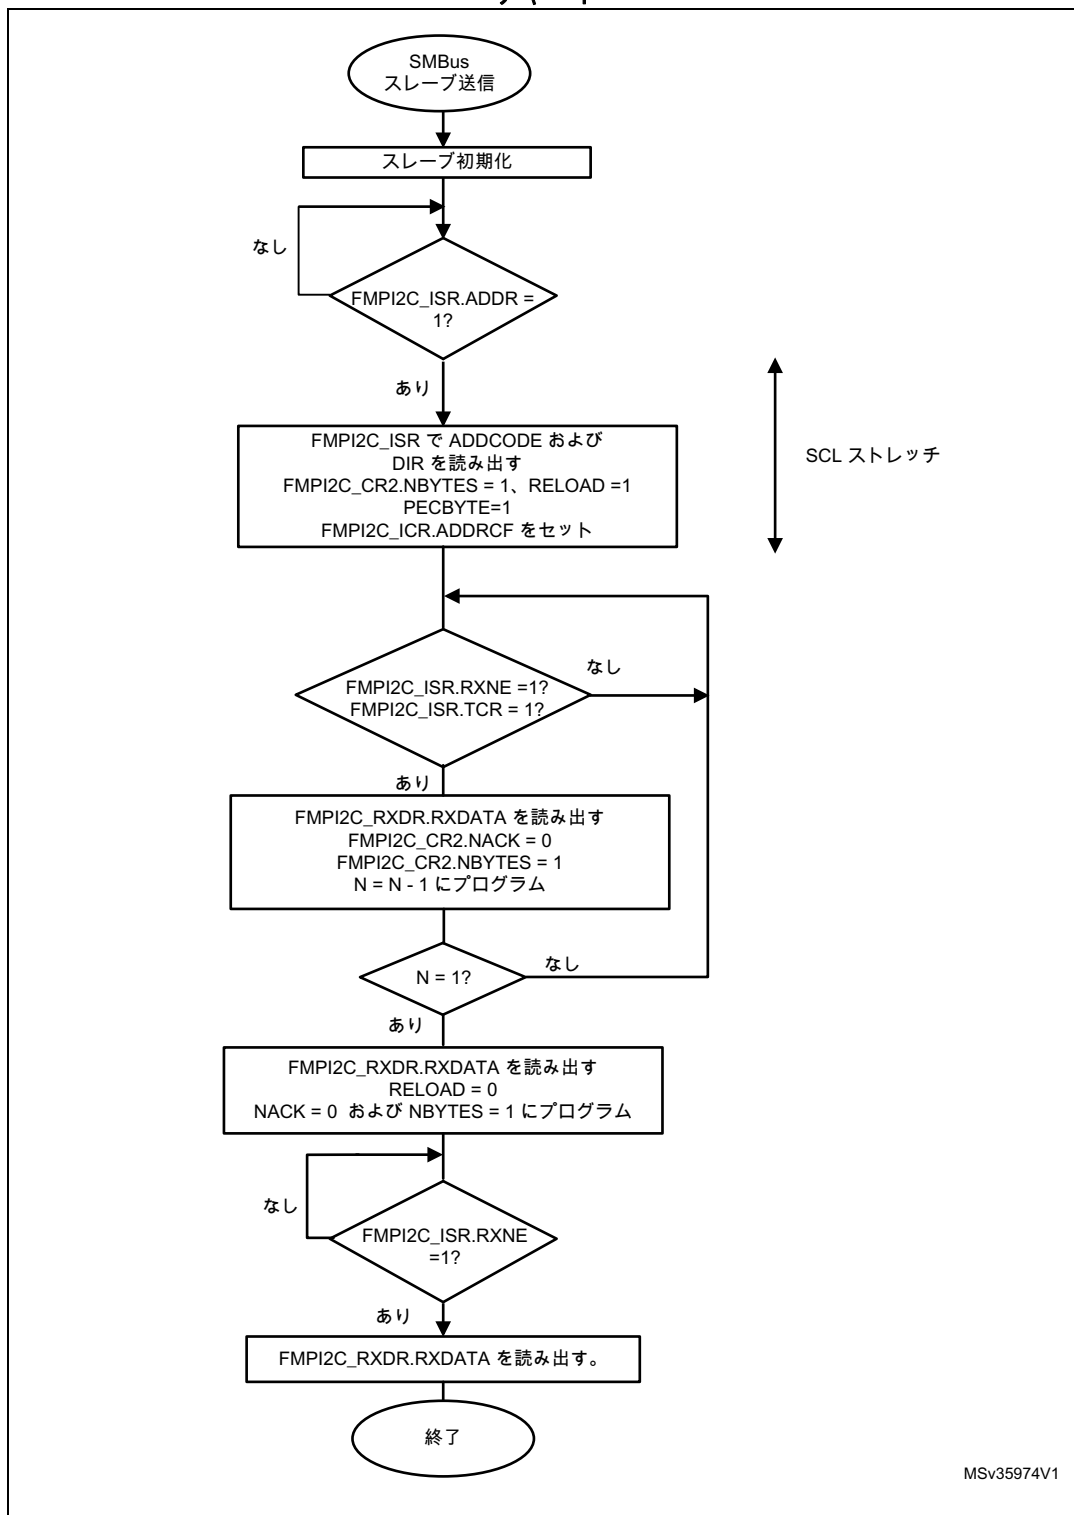 SMBus
スレーブ送信
スレーブ初期化
なし
FMPI2C_ISR.ADDR =
1?
あり
FMPI2C_ISR で ADDCODE および
DIR を読み出す
FMPI2C_CR2.NBYTES = 1、RELOAD =1
PECBYTE=1
FMPI2C_ICR.ADDRCF をセット
SCL ストレッチ
なし
FMPI2C_ISR.RXNE =1?
FMPI2C_ISR.TCR = 1?
あり
FMPI2C_RXDR.RXDATA を読み出す
FMPI2C_CR2.NACK = 0
FMPI2C_CR2.NBYTES = 1
N = N - 1 にプログラム
N = 1?
なし
あり
FMPI2C_RXDR.RXDATA を読み出す
RELOAD = 0
NACK = 0 および NBYTES = 1 にプログラム
なし
FMPI2C_ISR.RXNE
=1?
あり
FMPI2C_RXDR.RXDATA を読み出す。
終了
MSv35974V1